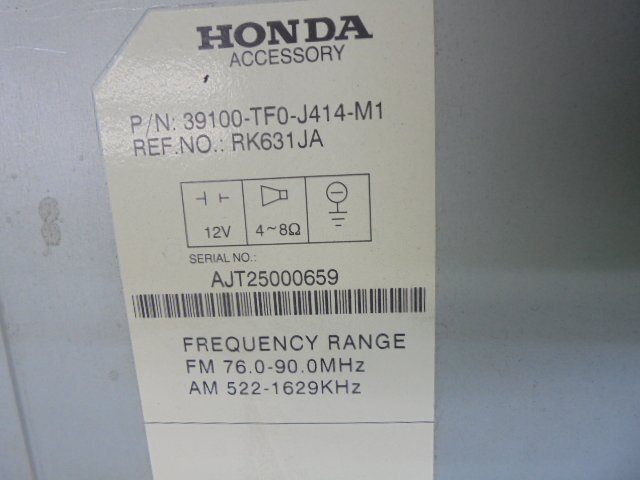 HONDA
ACCESSORY
P/N: 39100-TF0-J414-M1
REF.NO.: RK631JA
12V 4~8Ω
SERIAL NO.:
AJT25000659
FREQUENCY RANGE
FM 76.0-90.0MHz
AM 522-1629KHz